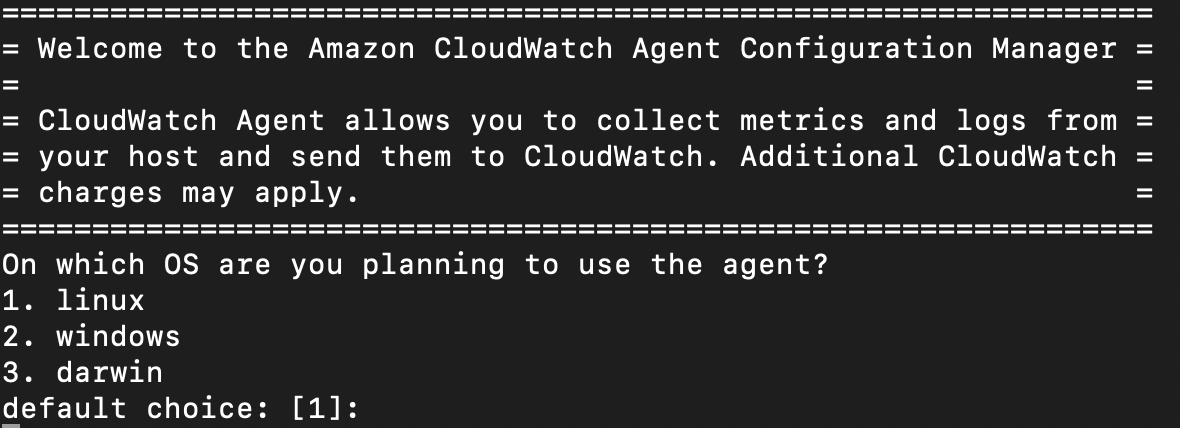 ================================================================
= Welcome to the Amazon CloudWatch Agent Configuration Manager =
=                                                              =
= CloudWatch Agent allows you to collect metrics and logs from =
= your host and send them to CloudWatch. Additional CloudWatch =
= charges may apply.                                           =
================================================================
On which OS are you planning to use the agent?
1. linux
2. windows
3. darwin
default choice: [1]: